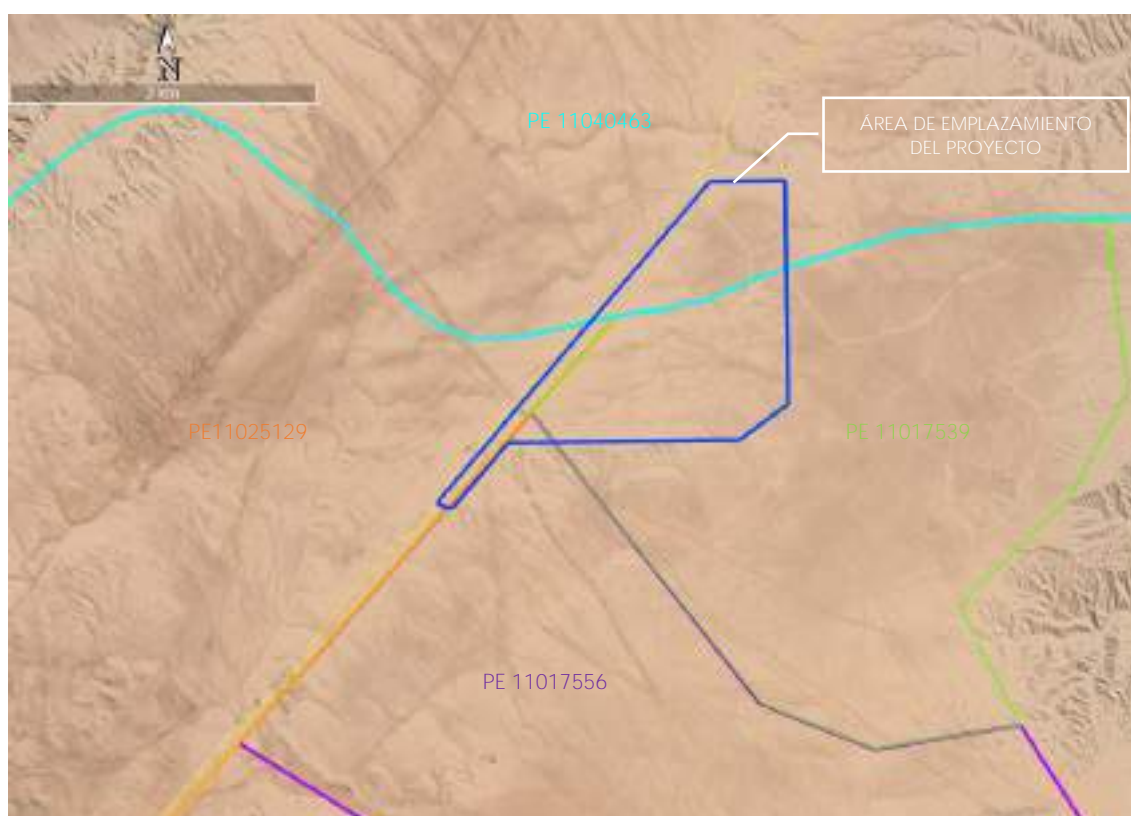 N
PE 11040463
ÁREA DE EMPLAZAMIENTO
DEL PROYECTO
PE11025129
PE 11017539
PE 11017556